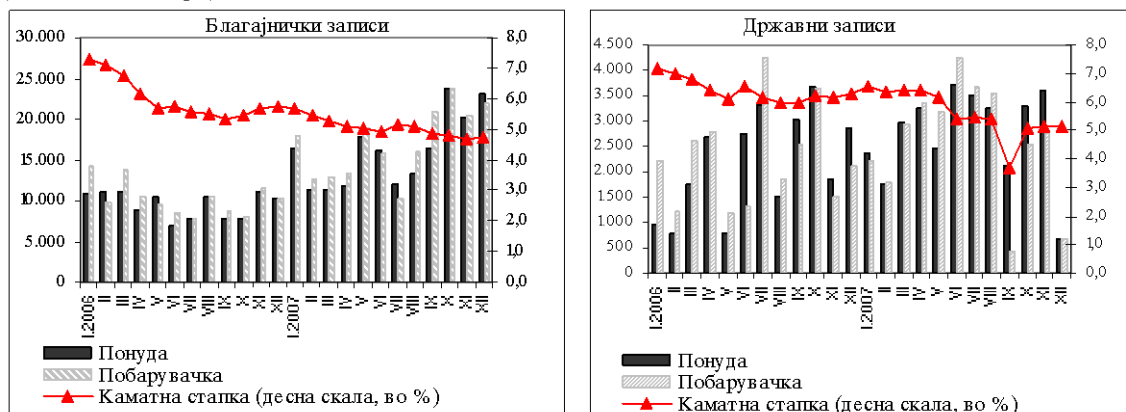 Благајнички записи
30.000
25.000
20.000
15.000
10.000
5.000
0
8,0
7,0
6,0
5,0
4,0
3,0
2,0
1,0
0,0
I.2006
II
III
IV
V
VI
VII
VIII
IX
X
XI
XII
I.2007
II
III
IV
V
VI
VII
VIII
IX
X
XI
XII
Понуда
Побарувачка
Каматна стапка (десна скала, во %)
Државни записи
4.500
4.000
3.500
3.000
2.500
2.000
1.500
1.000
500
0
8,0
7,0
6,0
5,0
4,0
3,0
2,0
1,0
0,0
I.2006
II
III
IV
V
VI
VII
VIII
IX
X
XI
XII
I.2007
II
III
IV
V
VI
VII
VIII
IX
X
XI
XII
Понуда
Побарувачка
Каматна стапка (десна скала, во %)